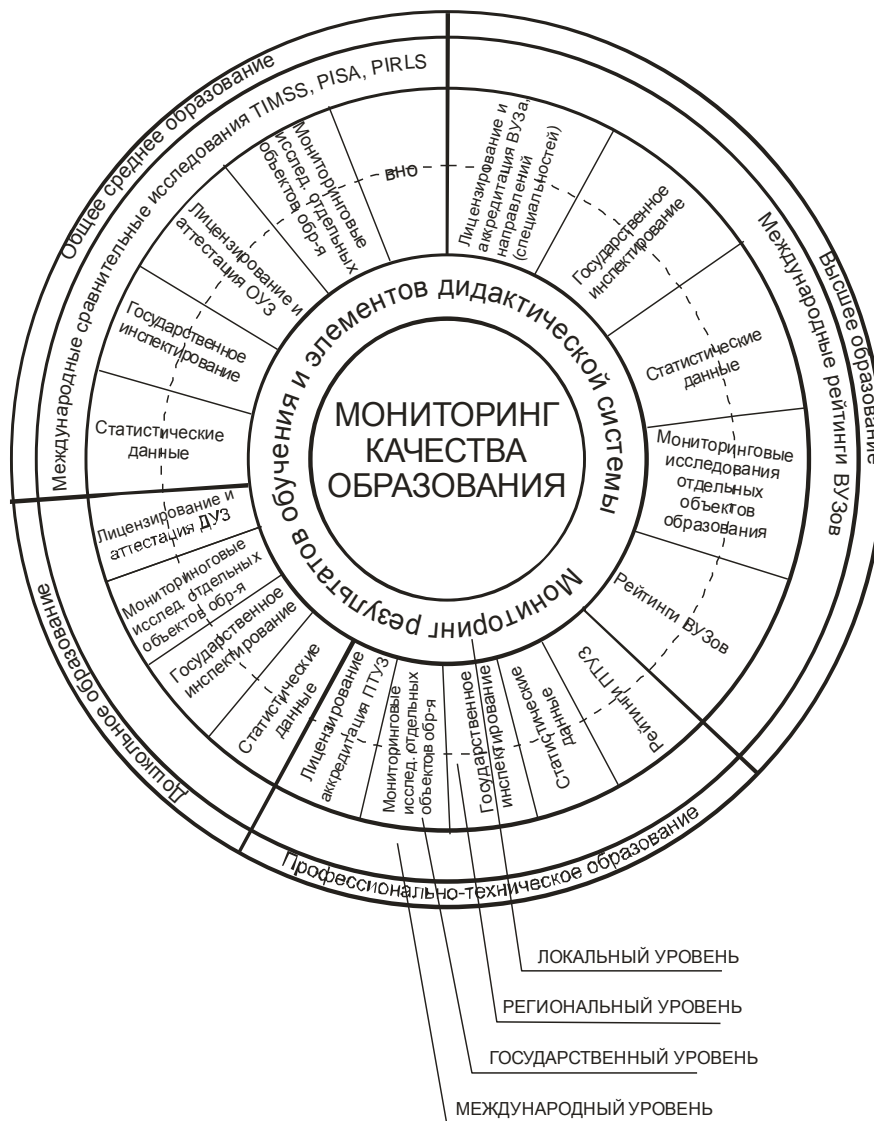 МОНИТОРИНГ
КАЧЕСТВА
ОБРАЗОВАНИЯ
Мониторинг результатов обучения и элементов дидактической системы
Общее среднее образование
Международные сравнительные исследования TIMSS, PISA, PIRLS
Статистические
данные
Государственное
инспектирование
Лицензирование и
аттестация ОУЗ
Мониторинговые
исслед. отдельных
объектов обр-я
ВНО
Высшее образование
Международные рейтинги ВУЗов
Лицензирование и
аккредитация ВУЗа,
направлений
(специальностей)
Государственное
инспектирование
Статистические
данные
Мониторинговые
исследования
отдельных
объектов
образования
Рейтинги ВУЗов
Профессионально-техническое образование
Рейтинги ПТУЗ
Статистические
данные
Государственное
инспектирование
Мониторинговые
исслед. отдельных
объектов обр-я
Лицензирование
аккредитация ПТУЗ
Дошкольное образование
Статистические
данные
Государственное
инспектирование
Мониториноговые
исслед. отдельных
объектов обр-я
Лицензирование и
аттестация ДУЗ
ЛОКАЛЬНЫЙ УРОВЕНЬ
РЕГИОНАЛЬНЫЙ УРОВЕНЬ
ГОСУДАРСТВЕННЫЙ УРОВЕНЬ
МЕЖДУНАРОДНЫЙ УРОВЕНЬ